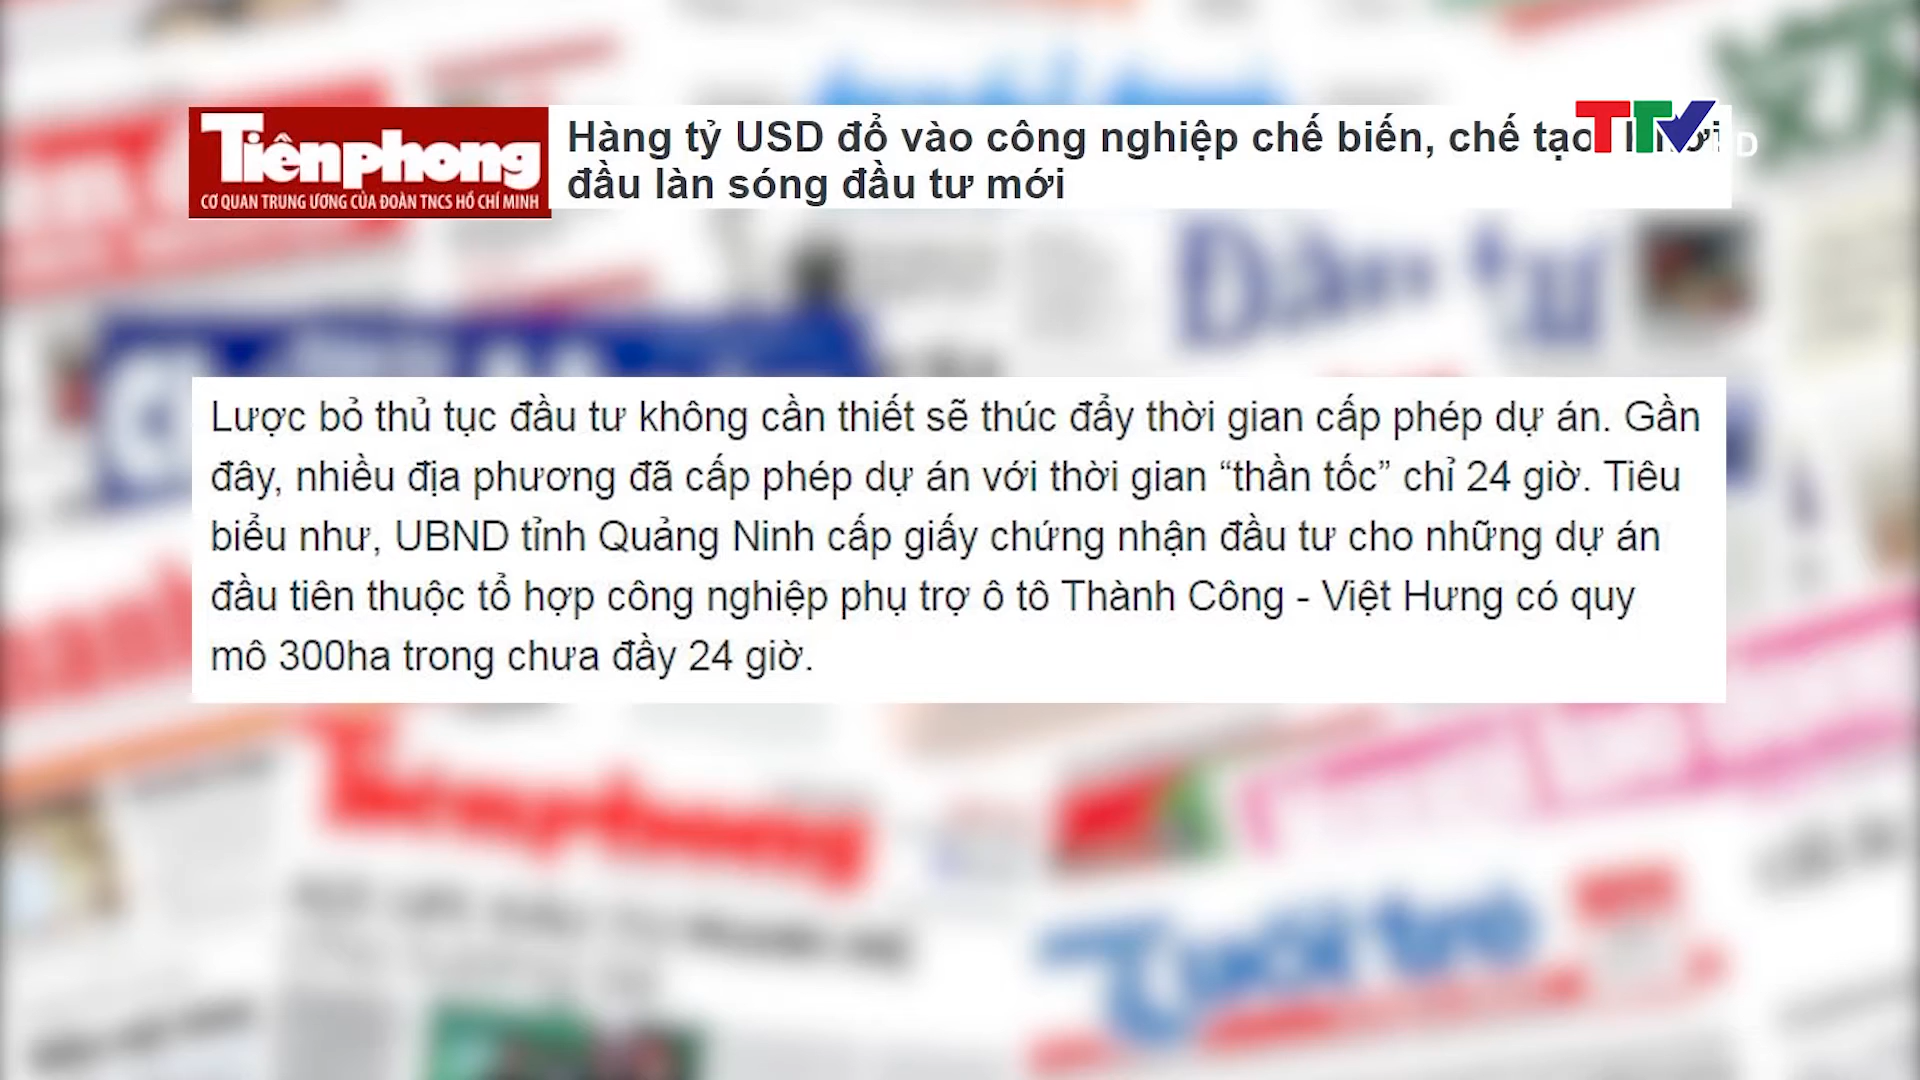 Tiền phong
CƠ QUAN TRUNG ƯƠNG CỦA ĐOÀN TNCS HỒ CHÍ MINH
Hàng tỷ USD đổ vào công nghiệp chế biến, chế tạo
đầu làn sóng đầu tư mới
TTV
Lược bỏ thủ tục đầu tư không cần thiết sẽ thúc đẩy thời gian cấp phép dự án. Gần
đây, nhiều địa phương đã cấp phép dự án với thời gian “thần tốc” chỉ 24 giờ. Tiêu
biểu như, UBND tỉnh Quảng Ninh cấp giấy chứng nhận đầu tư cho những dự án
đầu tiên thuộc tổ hợp công nghiệp phụ trợ ô tô Thành Công - Việt Hưng có quy
mô 300ha trong chưa đầy 24 giờ.
Tiền phong
Tuổi trẻ